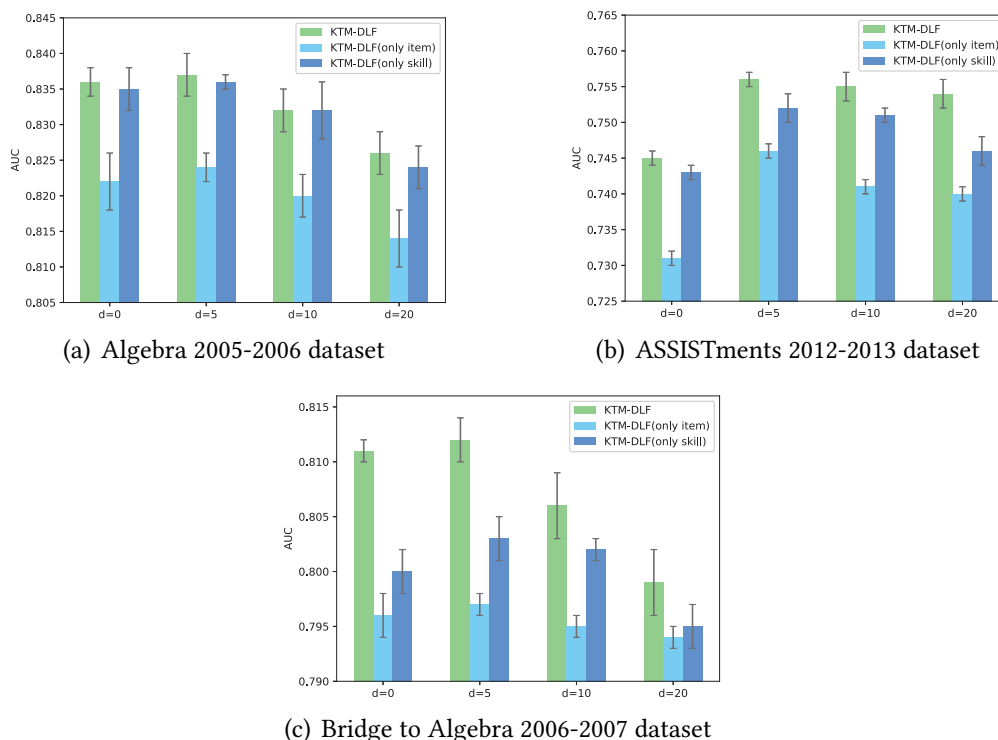 0.845
0.840
0.835
0.830
0.825
0.820
0.815
0.810
0.805
AUC
KTM-DLF
KTM-DLF(only item)
KTM-DLF(only skill)
d=0 d=5 d=10 d=20
(a) Algebra 2005-2006 dataset
0.765
0.760
0.755
0.750
0.745
0.740
0.735
0.730
0.725
AUC
KTM-DLF
KTM-DLF(only item)
KTM-DLF(only skill)
d=0 d=5 d=10 d=20
(b) ASSISTments 2012-2013 dataset
0.815
0.810
0.805
0.800
0.795
0.790
AUC
KTM-DLF
KTM-DLF(only item)
KTM-DLF(only skill)
d=0 d=5 d=10 d=20
(c) Bridge to Algebra 2006-2007 dataset